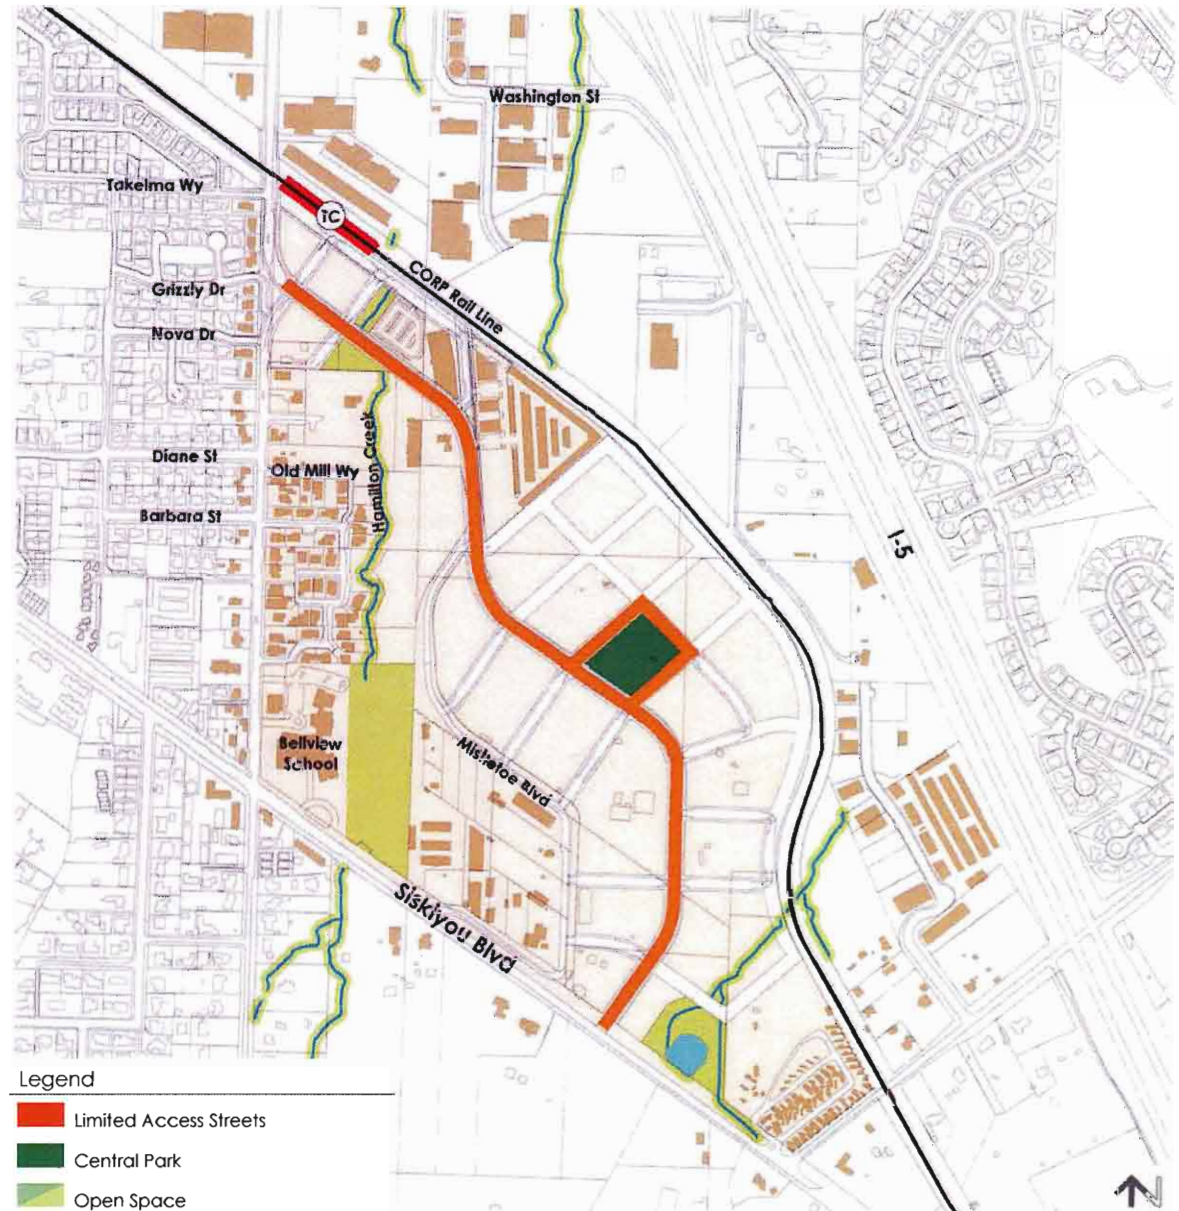 Washington St
Takelma Wy
TC
CORP Rail Line
Grizzly Dr
Nova Dr
Hamilton Creek
Diane St
Old Mill Wy
Barbara St
I-5
Bellview
School
Mistletoe Blvd
Siskiyou Blvd
Legend
Limited Access Streets
Central Park
Open Space
N